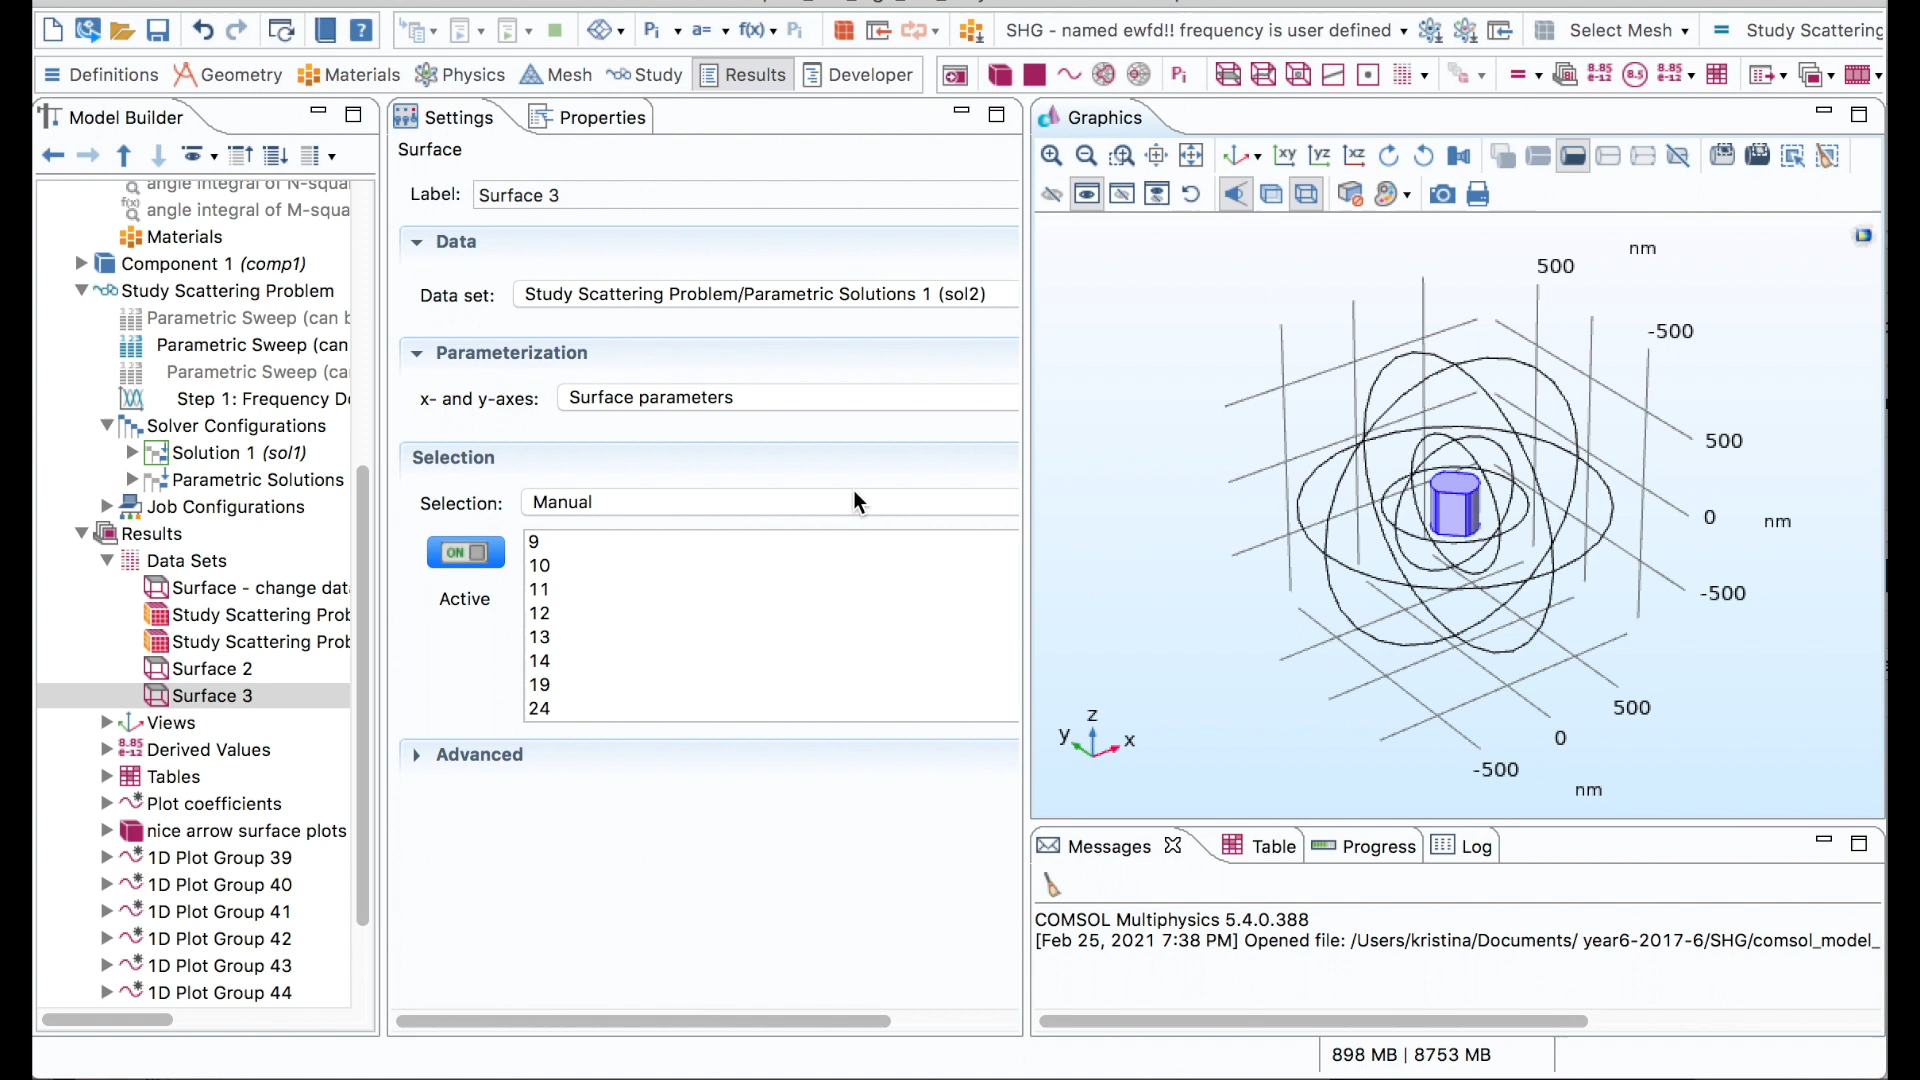 SHG - named ewfd!! frequency is user defined Select Mesh = Study Scattering
Definitions Geometry Materials Physics Mesh Study Results Developer
Model Builder
angle integral of N-squa
angle integral of M-squa
Materials
Component 1 (comp1)
Study Scattering Problem
Parametric Sweep (can b
Parametric Sweep (can
Parametric Sweep (ca
Step 1: Frequency D
Solver Configurations
Solution 1 (sol1)
Parametric Solutions
Job Configurations
Results
Data Sets
Surface - change dat
Study Scattering Prob
Study Scattering Prob
Surface 2
Surface 3
Views
Derived Values
Tables
Plot coefficients
nice arrow surface plots
1D Plot Group 39
1D Plot Group 40
1D Plot Group 41
1D Plot Group 42
1D Plot Group 43
1D Plot Group 44
Settings Properties
Surface
Label: Surface 3
Data
Data set: Study Scattering Problem/Parametric Solutions 1 (sol2)
Parameterization
x- and y-axes: Surface parameters
Selection
Selection: Manual
ON
Active
9
10
11
12
13
14
19
24
Advanced
Graphics
xy yz xz
nm
500
-500
500
0 nm
-500
500
0
-500
nm
z
y x
Messages Table Progress Log
COMSOL Multiphysics 5.4.0.388
[Feb 25, 2021 7:38 PM] Opened file: /Users/kristina/Documents/ year6-2017-6/SHG/comsol_model_
898 MB | 8753 MB